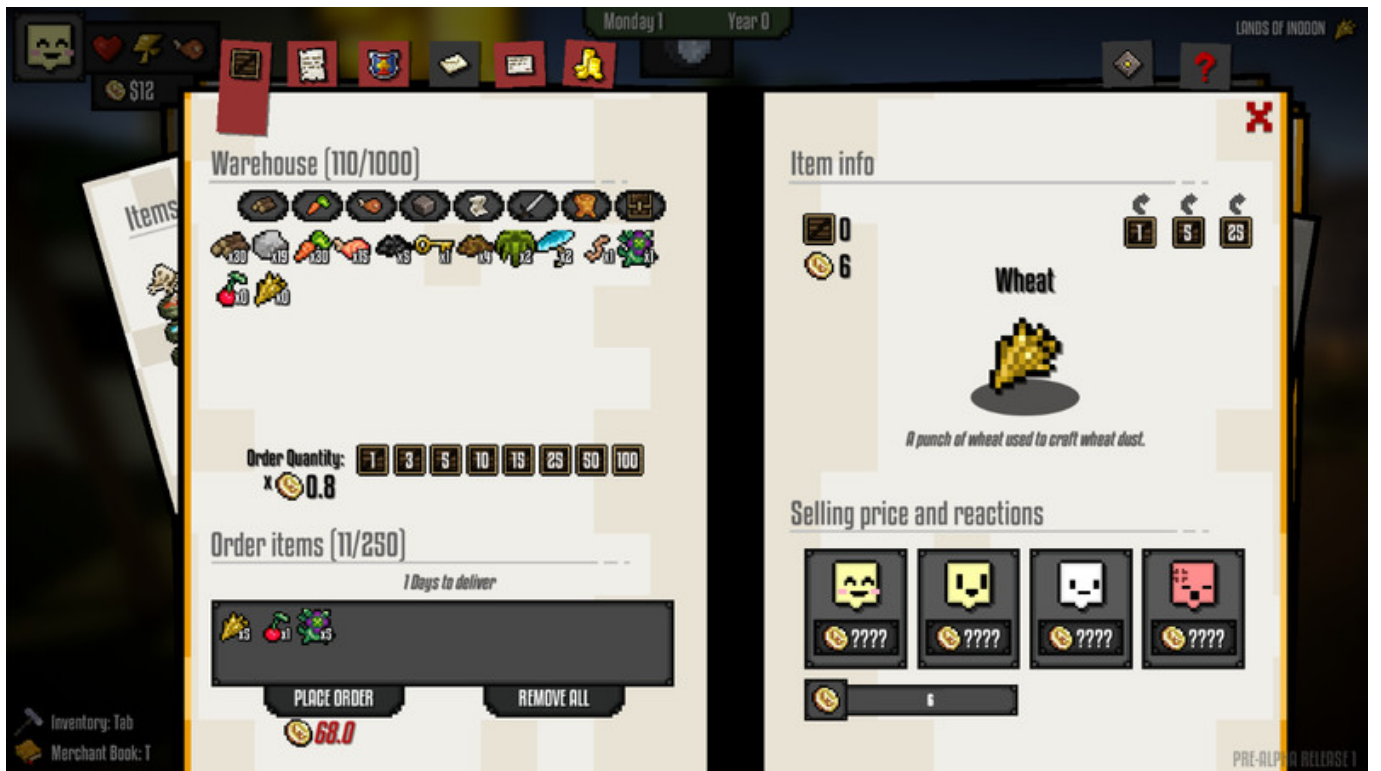 Monday 1 Year 0
LANDS OF INODON
$12
Items
Warehouse (110/1000)
x30 x19 x30 x15 x5 x1 x4 x2 x2 x1 x1
x0 x0
Order Quantity: 1 3 5 10 15 25 50 100
x 0.8
Order items (11/250)
1 Days to deliver
x5 x1 x5
PLACE ORDER REMOVE ALL
68.0
Item info
0
6
1 5 25
Wheat
A punch of wheat used to craft wheat dust.
Selling price and reactions
???? ???? ???? ????
6
?
X
Inventory: Tab
Merchant Book: T
PRE-ALPHA RELEASE 1